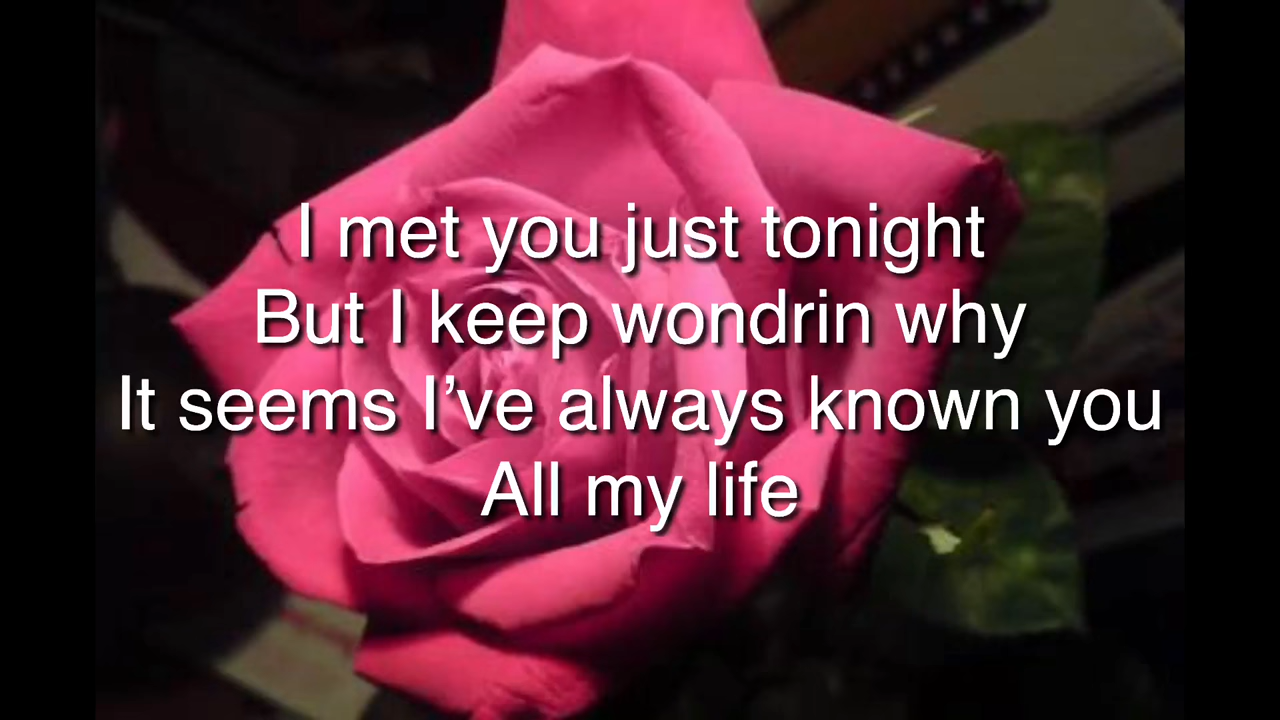 I met you just tonight
But I keep wondrin why
It seems I’ve always known you
All my life